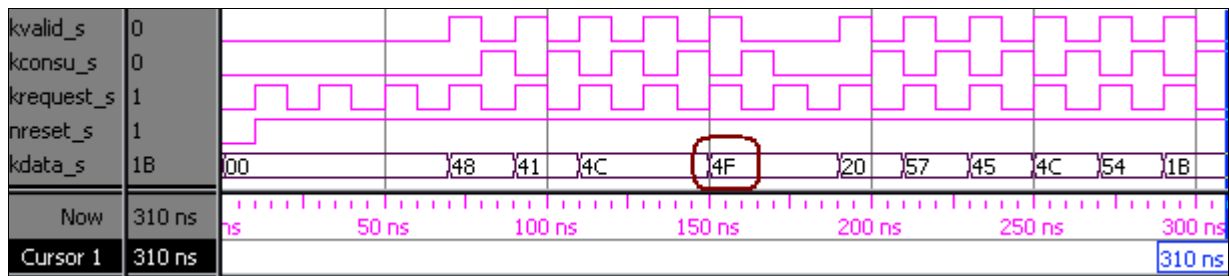 kvalid_s 0
kconsu_s 0
krequest_s 1
nreset_s 1
kdata_s 1B 00 48 41 4C 4F 20 57 45 4C 54 1B
Now 310 ns ns 50 ns 100 ns 150 ns 200 ns 250 ns 300 ns
Cursor 1 310 ns 310 ns